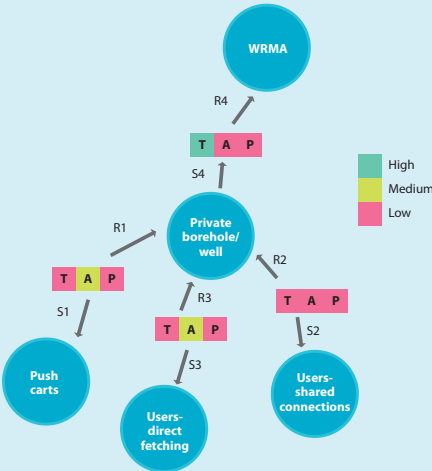 WRMA
R4
T A P
High
S4
Medium
Low
Private
borehole/
well
R1
R2
T A P
R3
T A P
S1
T A P
S2
S3
Push
carts
Users-
shared
connections
Users-
direct
fetching